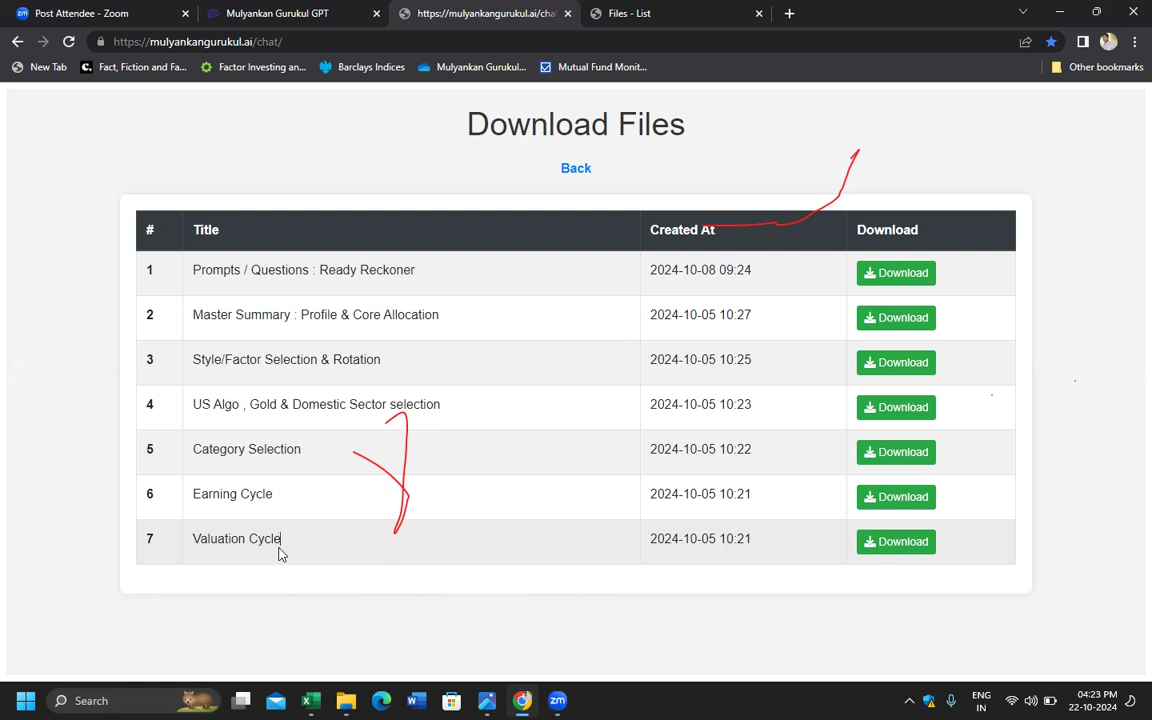 Post Attendee - Zoom
Mulyankan Gurukul GPT
https://mulyankangurukul.ai/cha
Files - List
https://mulyankangurukul.ai/chat/
New Tab
Fact, Fiction and Fa...
Factor Investing an...
Barclays Indices
Mulyankan Gurukul...
Mutual Fund Monit...
Other bookmarks
Download Files
Back
# Title Created At Download
1 Prompts / Questions : Ready Reckoner 2024-10-08 09:24 Download
2 Master Summary : Profile & Core Allocation 2024-10-05 10:27 Download
3 Style/Factor Selection & Rotation 2024-10-05 10:25 Download
4 US Algo , Gold & Domestic Sector selection 2024-10-05 10:23 Download
5 Category Selection 2024-10-05 10:22 Download
6 Earning Cycle 2024-10-05 10:21 Download
7 Valuation Cycle 2024-10-05 10:21 Download
Search
ENG
IN
04:23 PM
22-10-2024